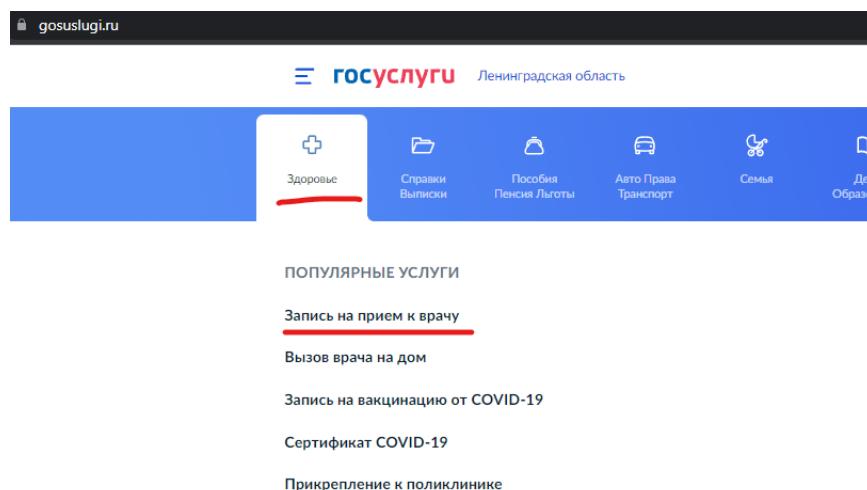 gosuslugi.ru
госуслуги Ленинградская область
Здоровье
Справки
Выписки
Пособия
Пенсия Льготы
Авто Права
Транспорт
Семья
ПОПУЛЯРНЫЕ УСЛУГИ
Запись на прием к врачу
Вызов врача на дом
Запись на вакцинацию от COVID-19
Сертификат COVID-19
Прикрепление к поликлинике